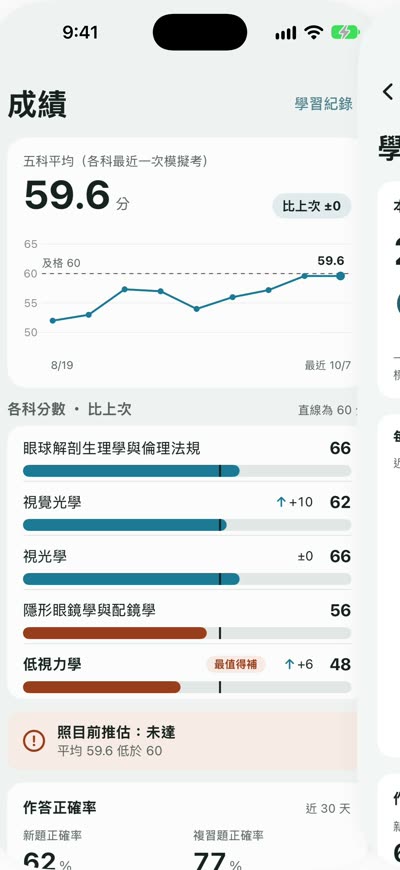 9:41
成績
學習紀錄
五科平均（各科最近一次模擬考）
59.6 分
比上次 ±0
65
及格 60
60
59.6
55
50
8/19
最近 10/7
各科分數・比上次
直線為 60
眼球解剖生理學與倫理法規 66
視覺光學 ↑+10 62
視光學 ±0 66
隱形眼鏡學與配鏡學 56
低視力學 最值得補 ↑+6 48
照目前推估：未達
平均 59.6 低於 60
作答正確率 近 30 天
新題正確率 複習題正確率
62% 77%